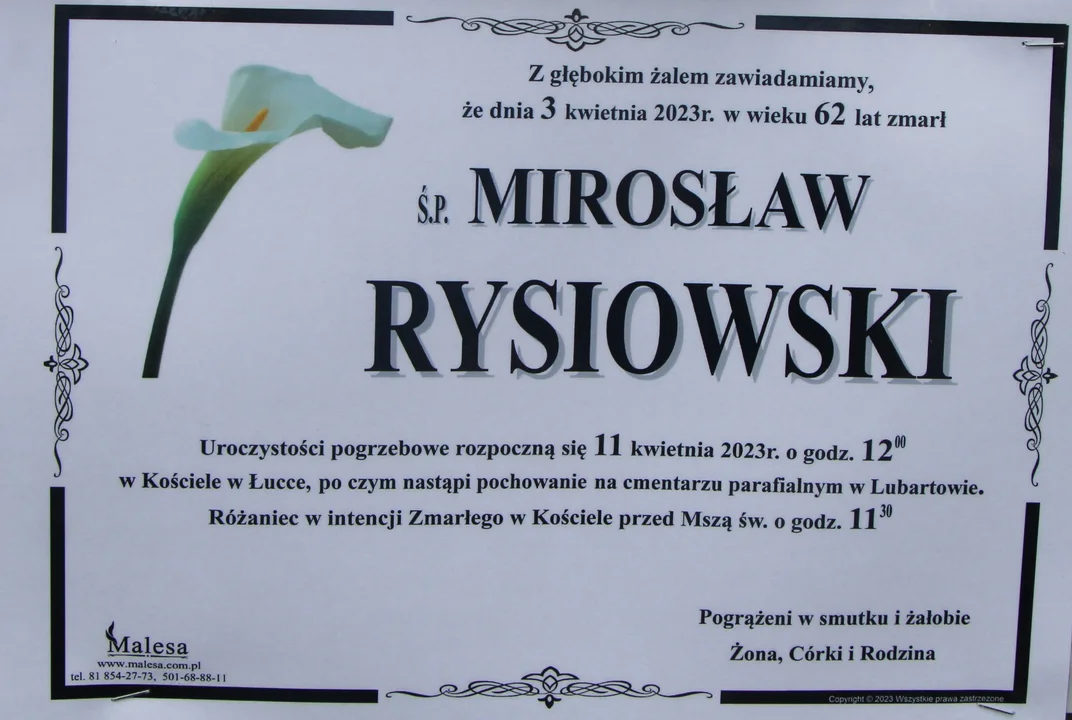 Z głębokim żalem zawiadamiamy,
że dnia 3 kwietnia 2023r. w wieku 62 lat zmarł
Ś.P. MIROSŁAW
RYSIOWSKI
Uroczystości pogrzebowe rozpoczną się 11 kwietnia 2023r. o godz. 12⁰⁰
w Kościele w Łucce, po czym nastąpi pochowanie na cmentarzu parafialnym w Lubartowie.
Różaniec w intencji Zmarłego w Kościele przed Mszą św. o godz. 11³⁰
Pogrążeni w smutku i żałobie
Żona, Córki i Rodzina
Malesa
www.malesa.com.pl
tel. 81 854-27-73, 501-68-88-11
Copyright © 2023 Wszystkie prawa zastrzeżone